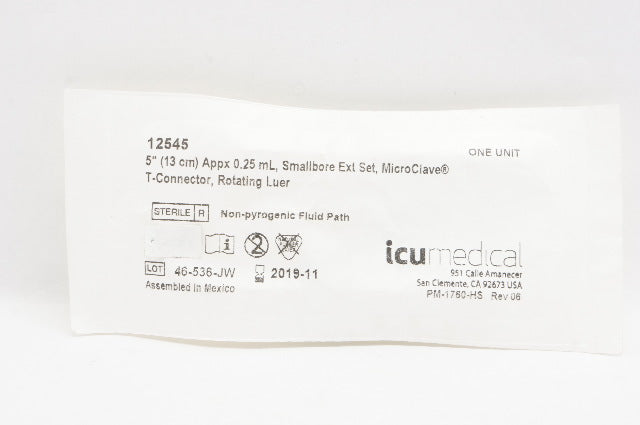 12545
ONE UNIT
5" (13 cm) Appx 0.25 mL, Smallbore Ext Set, MicroClave®
T-Connector, Rotating Luer
STERILE R Non-pyrogenic Fluid Path
i 2
icumedical
LOT 46-536-JW 2019-11
951 Calle Amanecer
San Clemente, CA 92673 USA
Assembled in Mexico
PM-1760-HS Rev 06